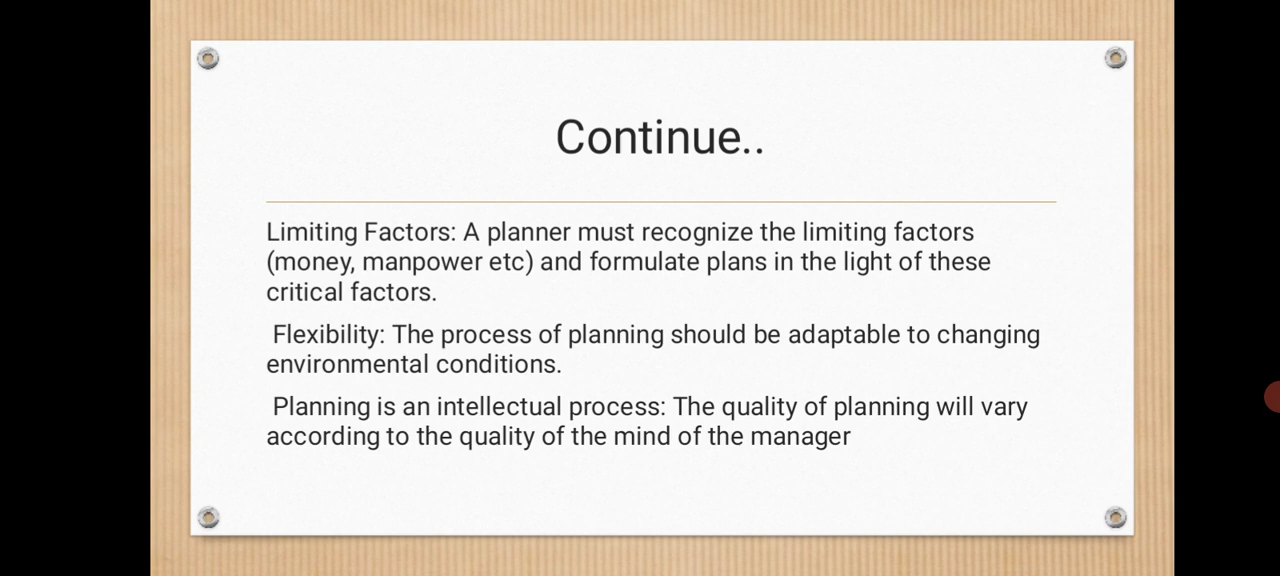 Continue..
Limiting Factors: A planner must recognize the limiting factors
(money, manpower etc) and formulate plans in the light of these
critical factors.
Flexibility: The process of planning should be adaptable to changing
environmental conditions.
Planning is an intellectual process: The quality of planning will vary
according to the quality of the mind of the manager